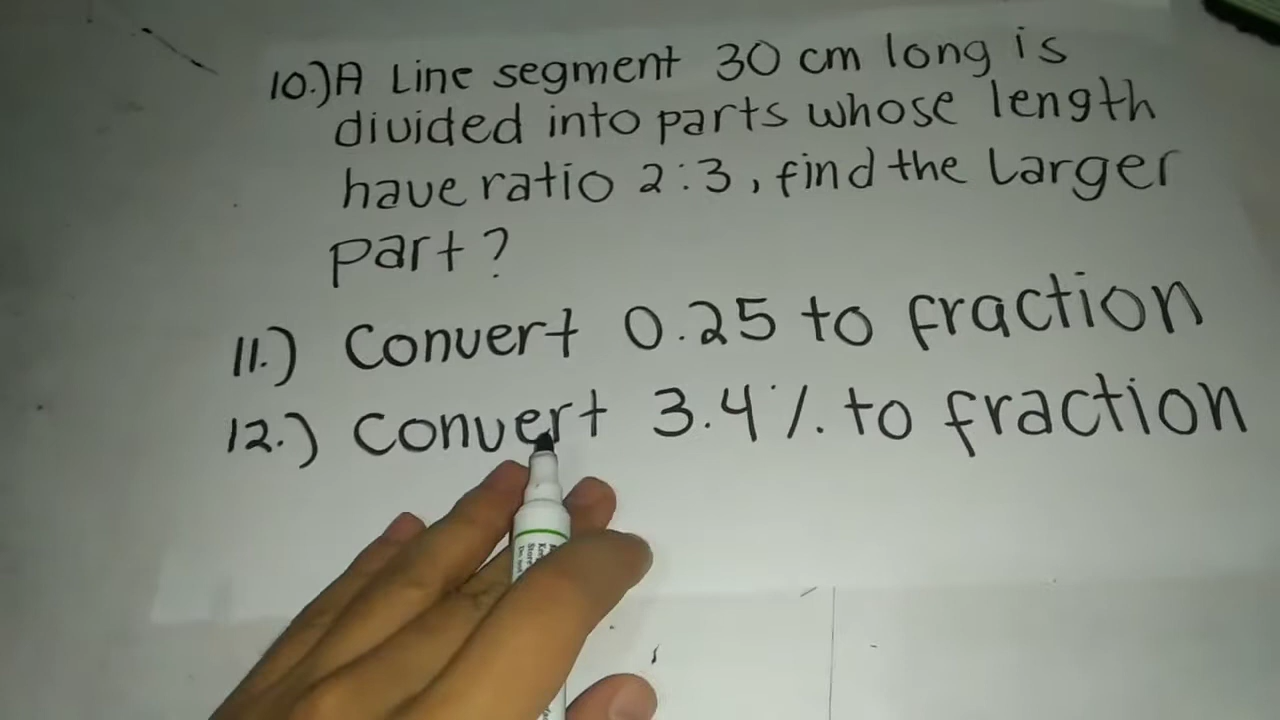 10.) A Line segment 30 cm long is
divided into parts whose length
have ratio 2:3, find the Larger
part?
11.) Convert 0.25 to fraction
12.) Convert 3.4% to fraction